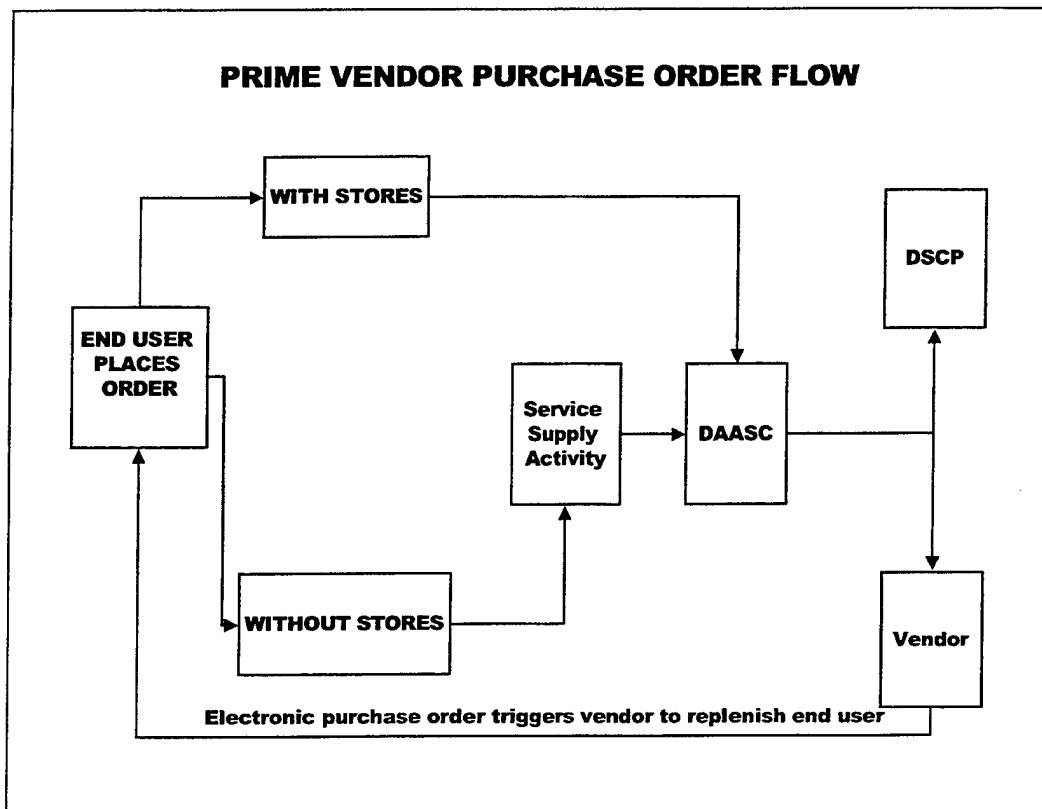 PRIME VENDOR PURCHASE ORDER FLOW
WITH STORES
DSCP
END USER
PLACES
ORDER
Service
Supply
Activity
DAASC
WITHOUT STORES
Vendor
Electronic purchase order triggers vendor to replenish end user